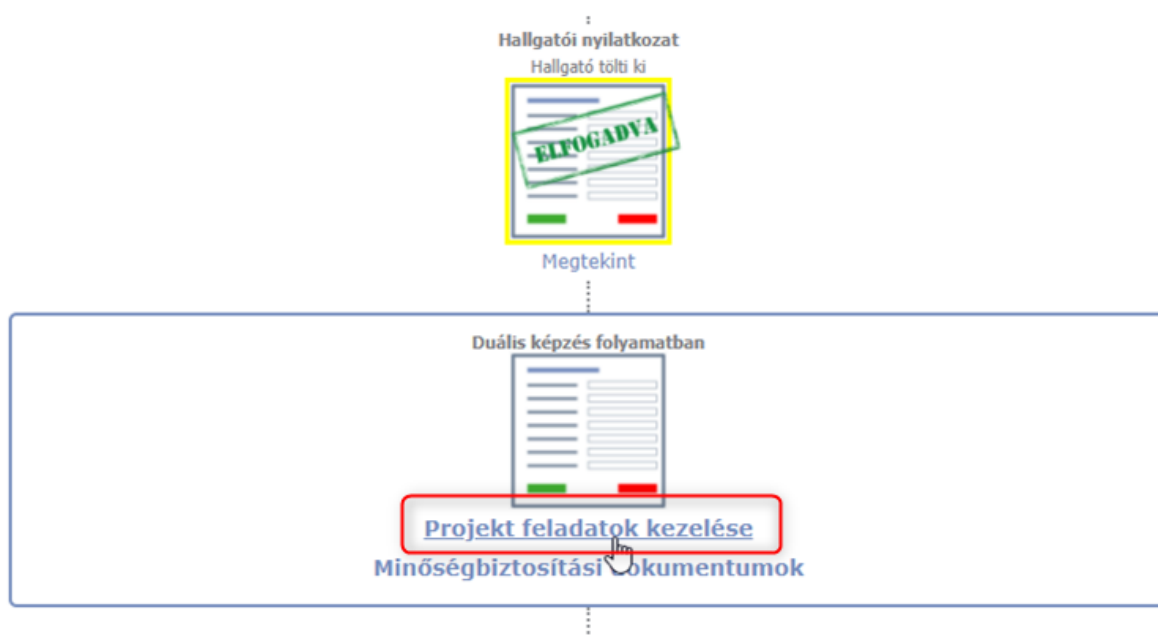 Hallgatói nyilatkozat
Hallgató tölti ki
ELFOGADVA
Megtekint
Duális képzés folyamatban
Projekt feladatok kezelése
Minőségbiztosítási dokumentumok